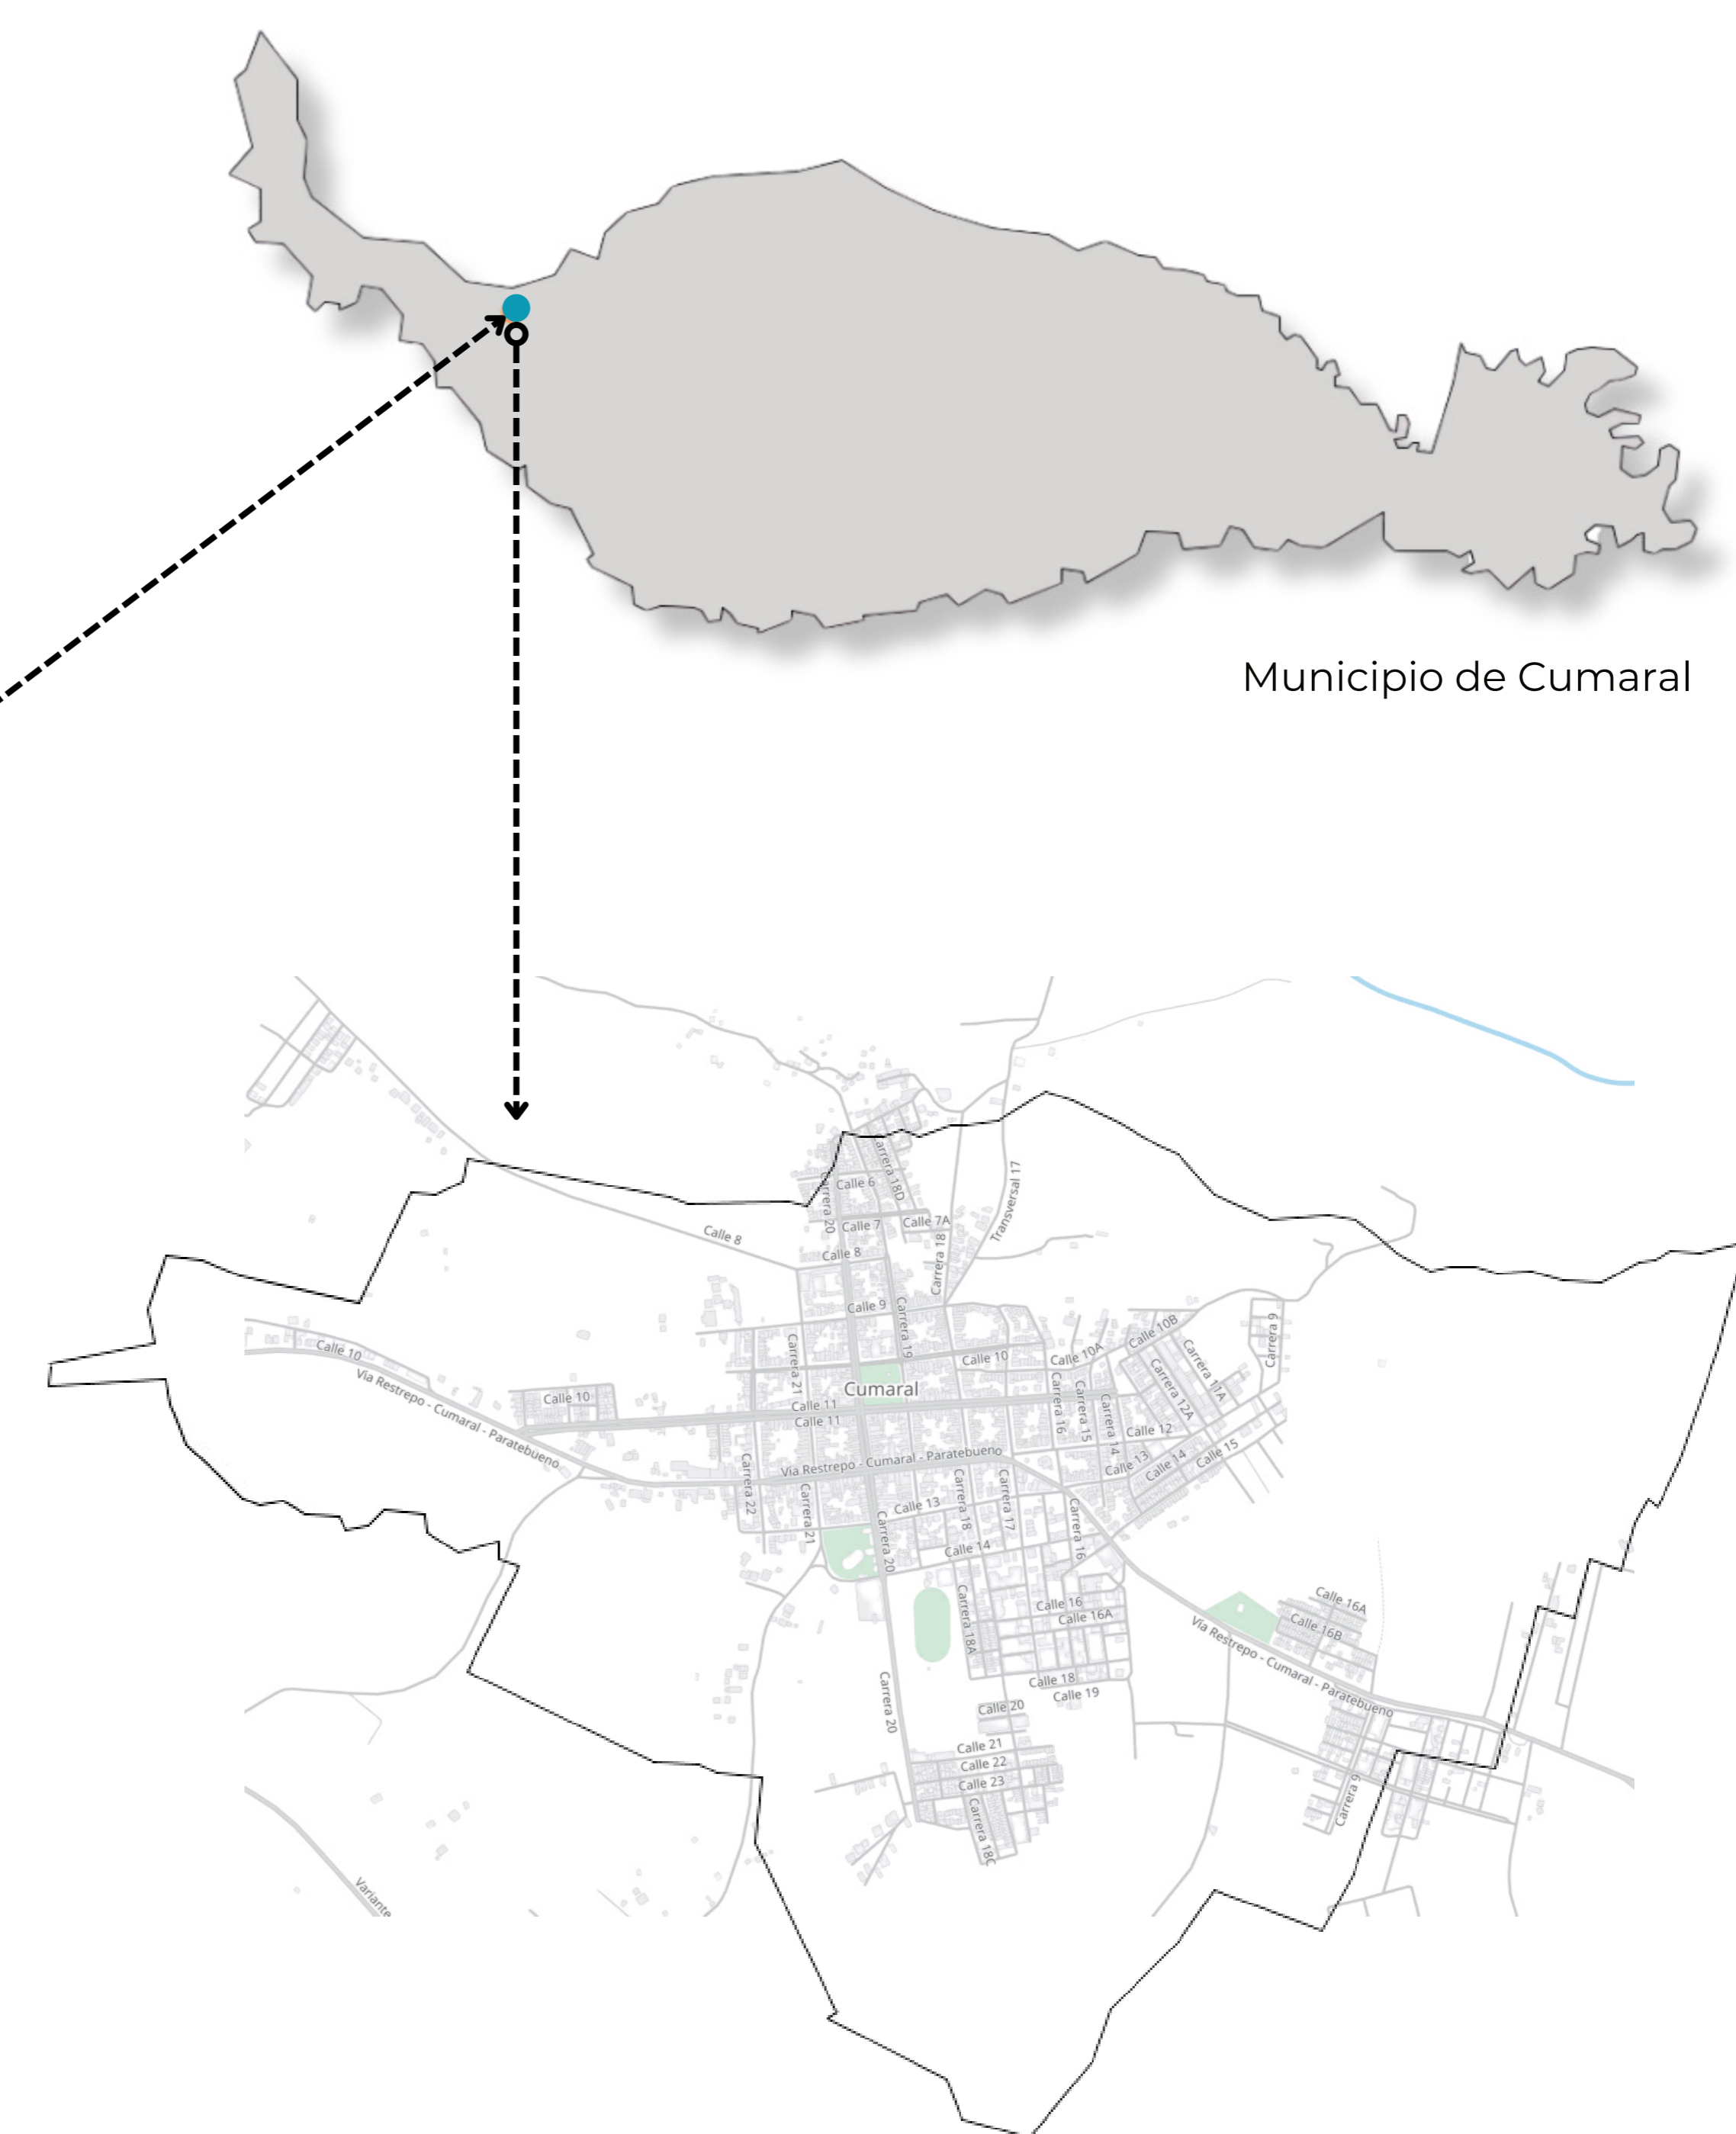 Municipio de Cumaral
Carrera 18D
Calle 6
Carrera 20
Transversal 17
Calle 7
Calle 7A
Calle 8
Calle 8
Carrera 18
Calle 9
Carrera 19
Calle 10B
Carrera 9
Calle 10
Vía Restrepo - Cumaral - Paratebueno
Calle 10
Carrera 21
Calle 10
Calle 10A
Carrera 11A
Cumaral
Carrera 12A
Calle 11
Calle 11
Carrera 16
Carrera 15
Carrera 14
Calle 12
Vía Restrepo - Cumaral - Paratebueno
Calle 13
Calle 14
Calle 15
Carrera 22
Carrera 21
Calle 13
Carrera 18
Carrera 17
Carrera 16
Carrera 20
Calle 14
Carrera 18A
Calle 16
Calle 16A
Calle 16A
Calle 16B
Vía Restrepo - Cumaral - Paratebueno
Calle 18
Calle 19
Carrera 20
Calle 20
Calle 21
Calle 22
Calle 23
Carrera 18C
Carrera 9
Variante